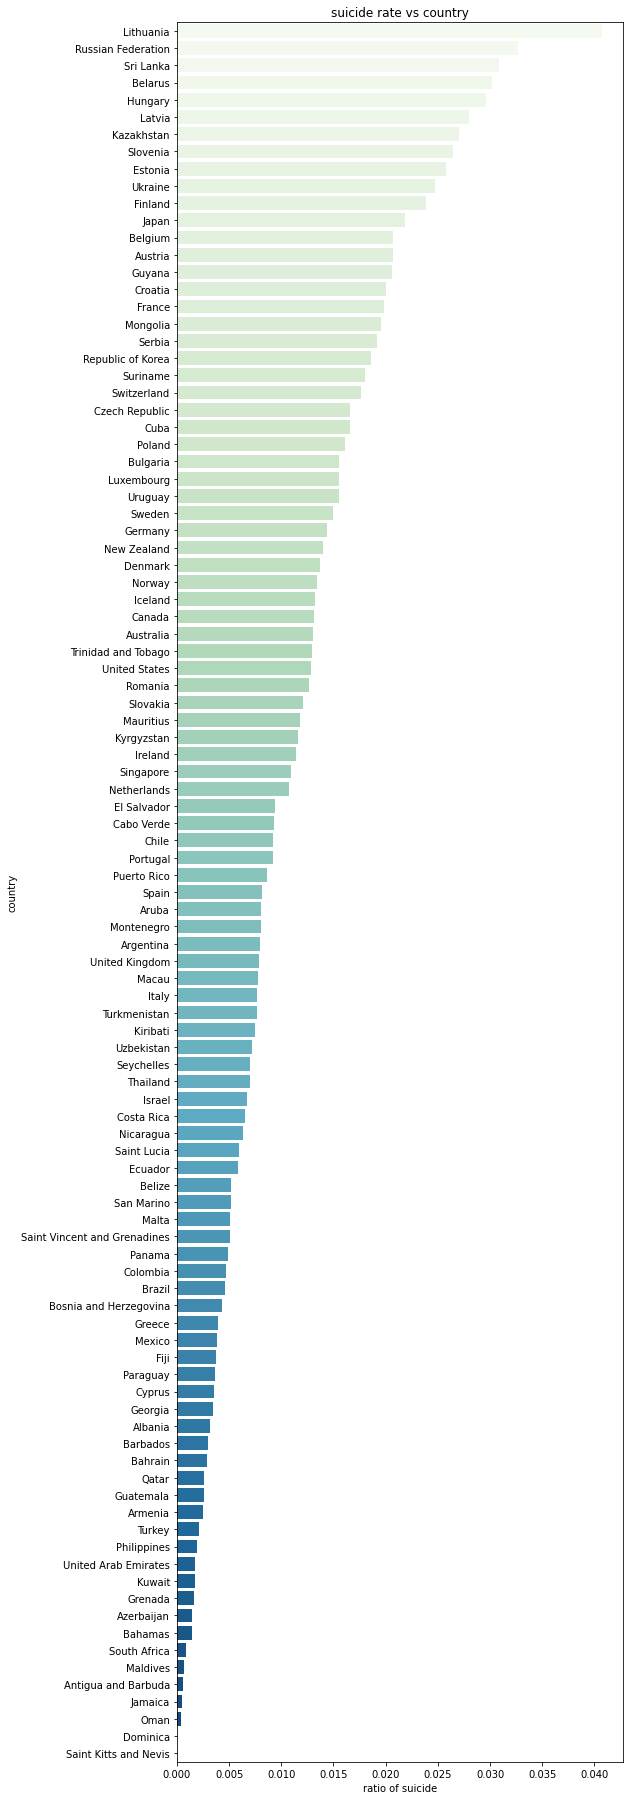 suicide rate vs country
Lithuania
Russian Federation
Sri Lanka
Belarus
Hungary
Latvia
Kazakhstan
Slovenia
Estonia
Ukraine
Finland
Japan
Belgium
Austria
Guyana
Croatia
France
Mongolia
Serbia
Republic of Korea
Suriname
Switzerland
Czech Republic
Cuba
Poland
Bulgaria
Luxembourg
Uruguay
Sweden
Germany
New Zealand
Denmark
Norway
Iceland
Canada
Australia
Trinidad and Tobago
United States
Romania
Slovakia
Mauritius
Kyrgyzstan
Ireland
Singapore
Netherlands
El Salvador
Cabo Verde
Chile
Portugal
Puerto Rico
country
Spain
Aruba
Montenegro
Argentina
United Kingdom
Macau
Italy
Turkmenistan
Kiribati
Uzbekistan
Seychelles
Thailand
Israel
Costa Rica
Nicaragua
Saint Lucia
Ecuador
Belize
San Marino
Malta
Saint Vincent and Grenadines
Panama
Colombia
Brazil
Bosnia and Herzegovina
Greece
Mexico
Fiji
Paraguay
Cyprus
Georgia
Albania
Barbados
Bahrain
Qatar
Guatemala
Armenia
Turkey
Philippines
United Arab Emirates
Kuwait
Grenada
Azerbaijan
Bahamas
South Africa
Maldives
Antigua and Barbuda
Jamaica
Oman
Dominica
Saint Kitts and Nevis
0.000 0.005 0.010 0.015 0.020 0.025 0.030 0.035 0.040
ratio of suicide